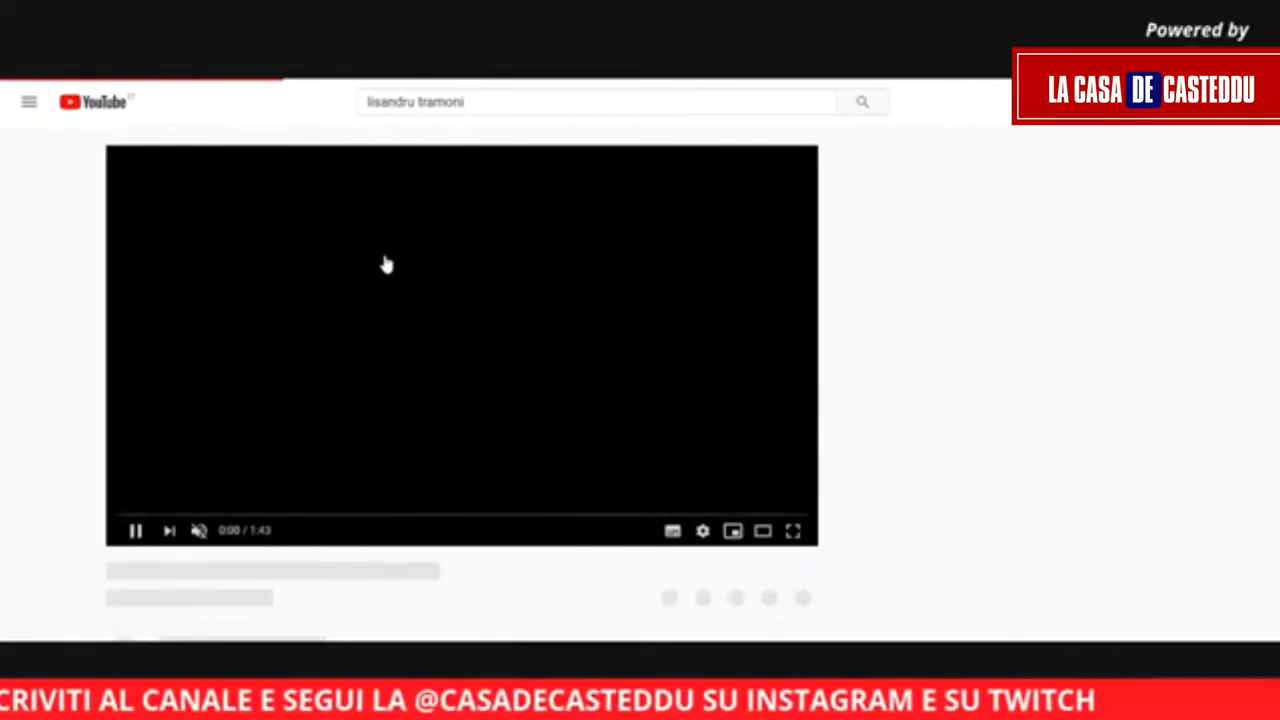 Powered by
LA CASA DE CASTEDDU
YouTube IT
lisandru tramoni
0:00 / 1:43
CRIVITI AL CANALE E SEGUI LA @CASADECASTEDDU SU INSTAGRAM E SU TWITCH